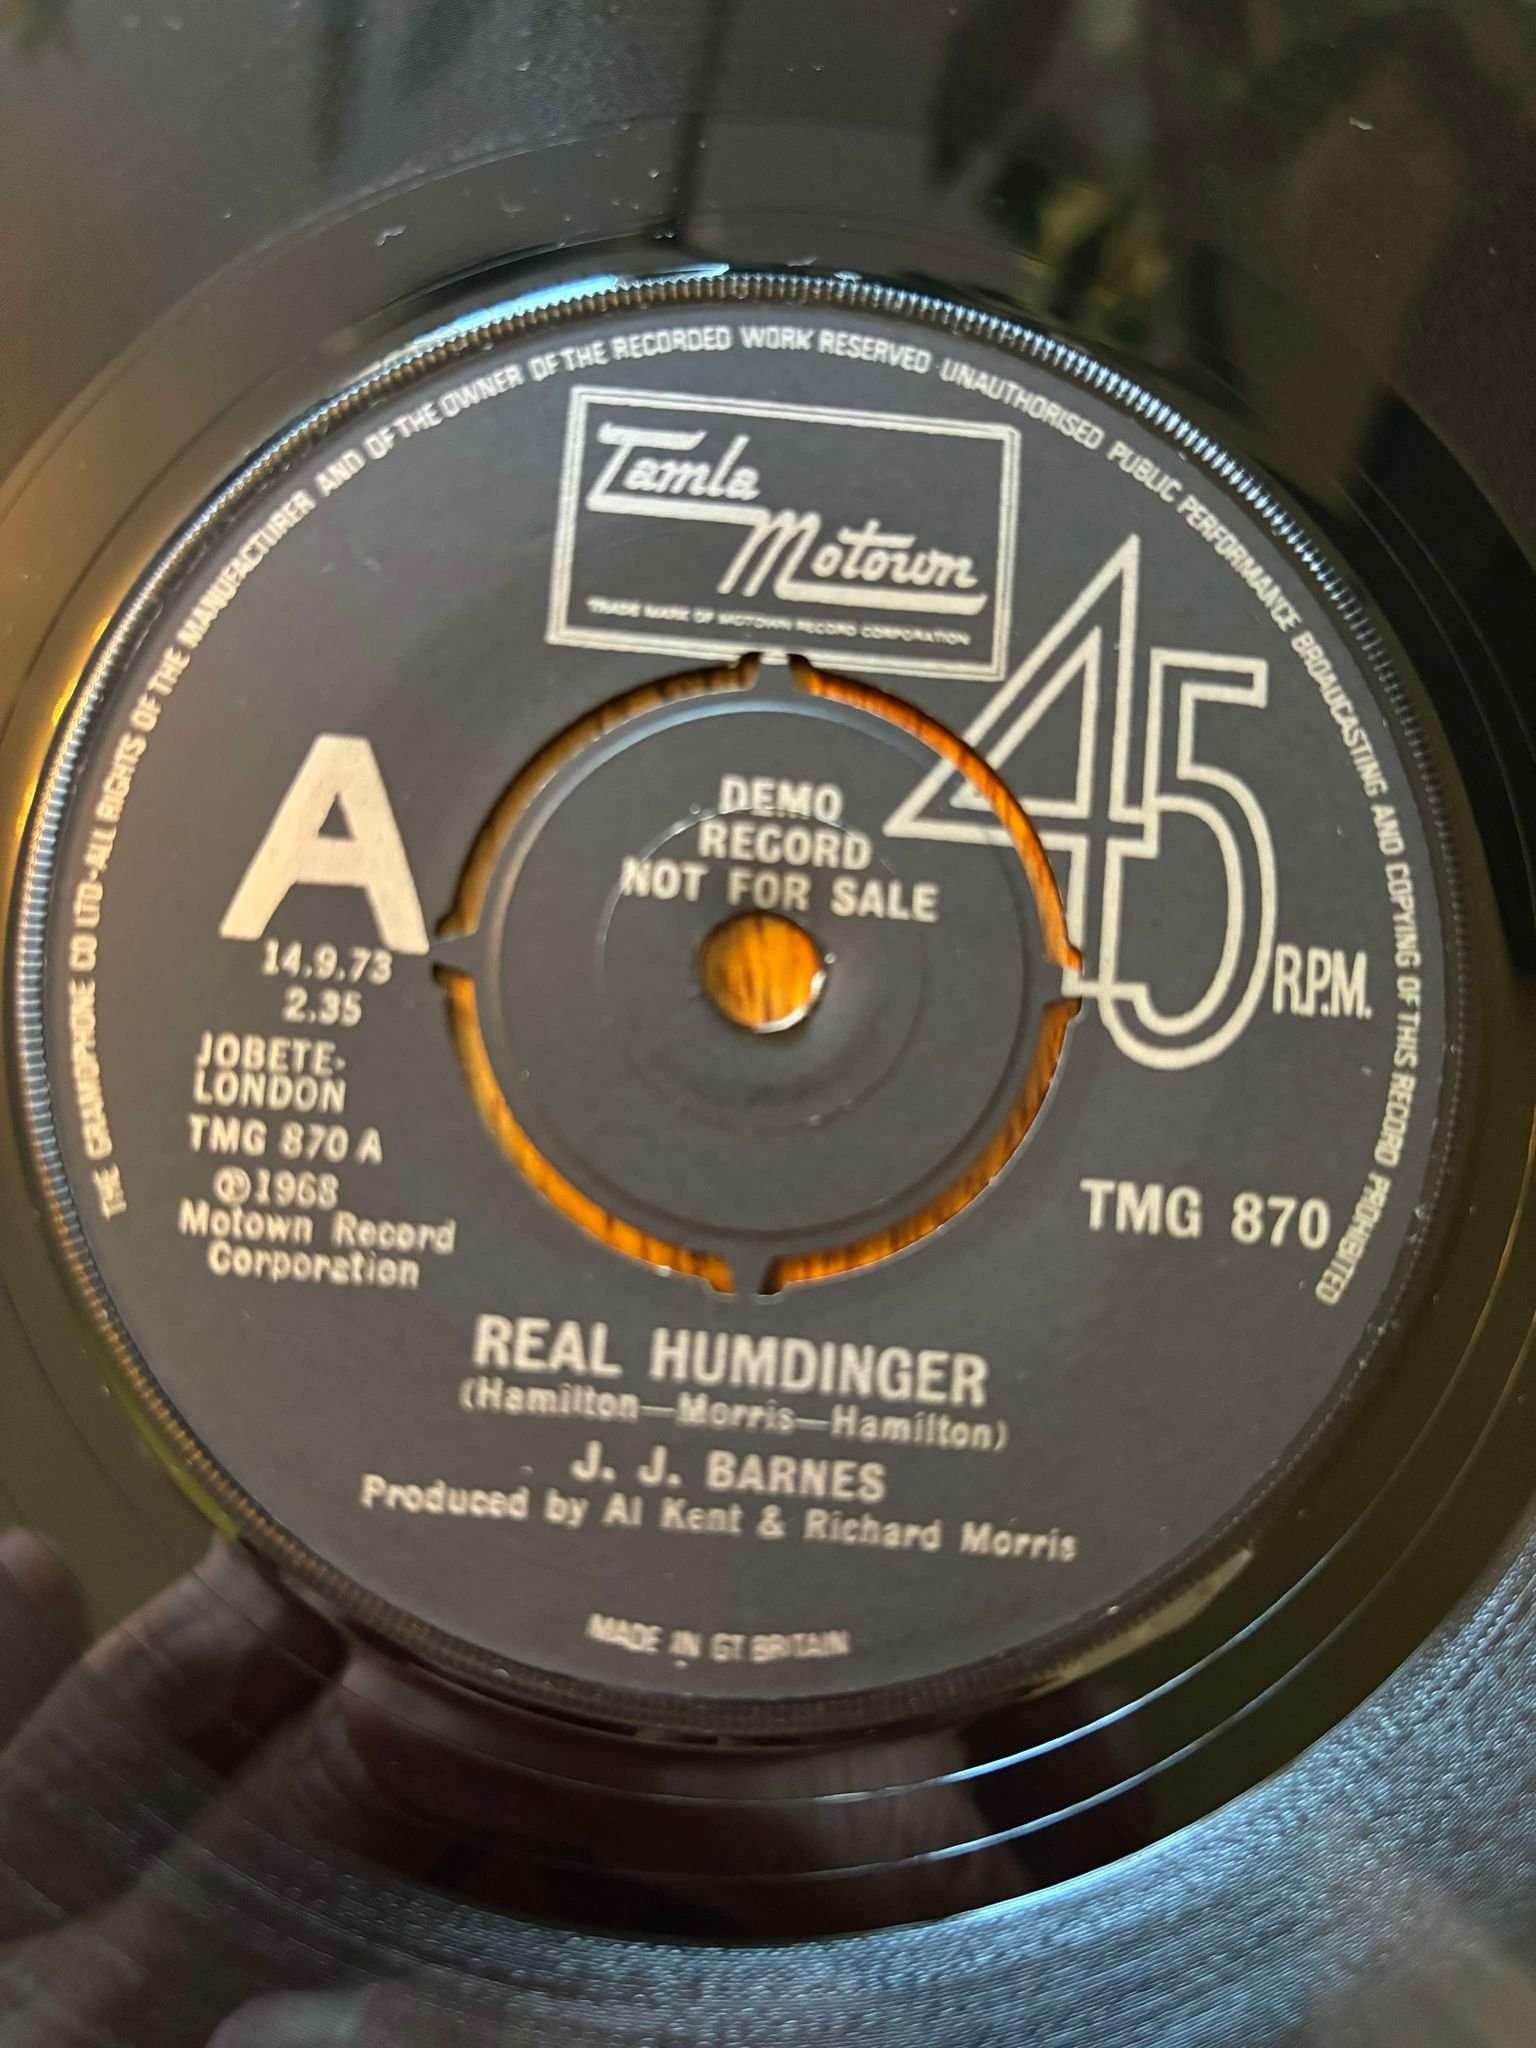 THE GRAMOPHONE CO LTD·ALL RIGHTS OF THE MANUFACTURER AND OF THE OWNER OF THE RECORDED WORK RESERVED UNAUTHORISED PUBLIC PERFORMANCE BROADCASTING AND COPYING OF THIS RECORD PROHIBITED
Tamla
Motown
TRADE MARK OF MOTOWN RECORD CORPORATION
45
R.P.M.
DEMO
RECORD
NOT FOR SALE
A
14.9.73
2.35
JOBETE-
LONDON
TMG 870 A
Ⓟ1968
Motown Record
Corporation
TMG 870
REAL HUMDINGER
(Hamilton—Morris—Hamilton)
J. J. BARNES
Produced by Al Kent & Richard Morris
MADE IN GT BRITAIN